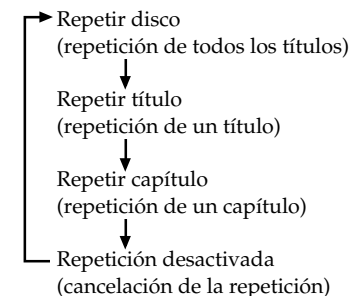 Repetir disco
(repetición de todos los títulos)
Repetir título
(repetición de un título)
Repetir capítulo
(repetición de un capítulo)
Repetición desactivada
(cancelación de la repetición)